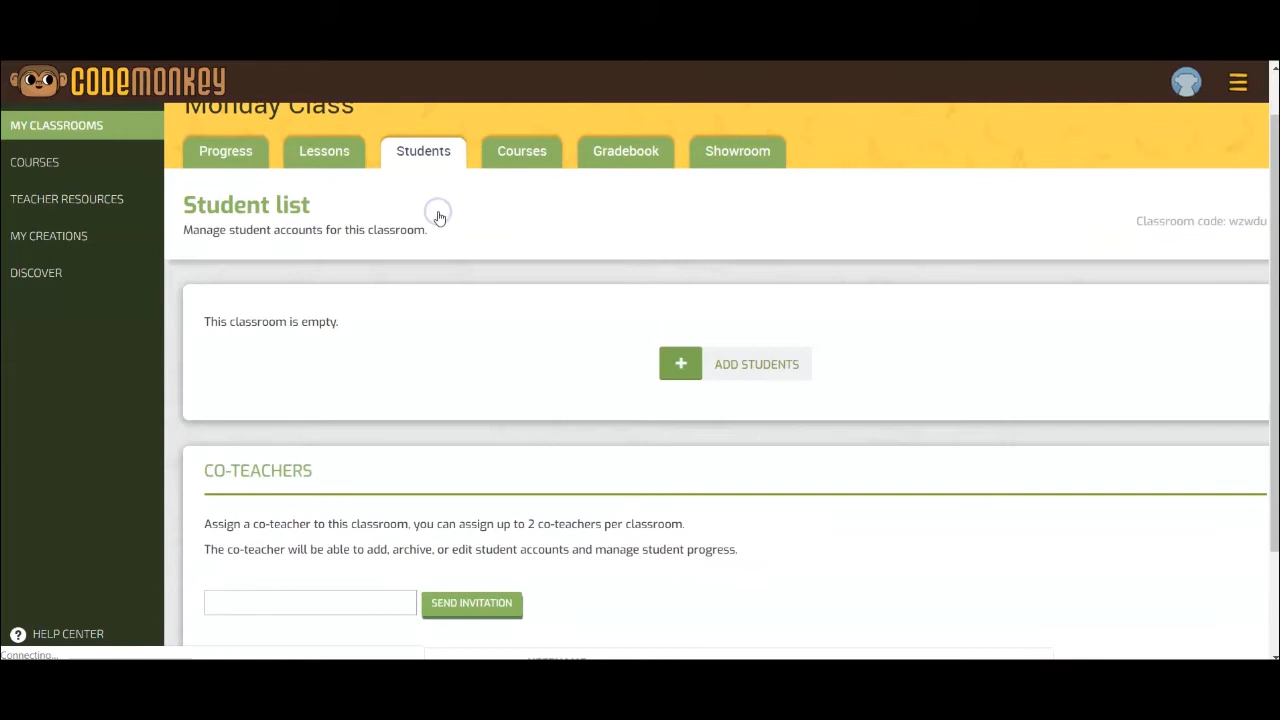 CODEMONKEY
Monday Class
MY CLASSROOMS
COURSES
TEACHER RESOURCES
MY CREATIONS
DISCOVER
? HELP CENTER
Connecting...
Progress
Lessons
Students
Courses
Gradebook
Showroom
Student list
Manage student accounts for this classroom.
Classroom code: wzwdu
This classroom is empty.
+ ADD STUDENTS
CO-TEACHERS
Assign a co-teacher to this classroom, you can assign up to 2 co-teachers per classroom.
The co-teacher will be able to add, archive, or edit student accounts and manage student progress.
SEND INVITATION